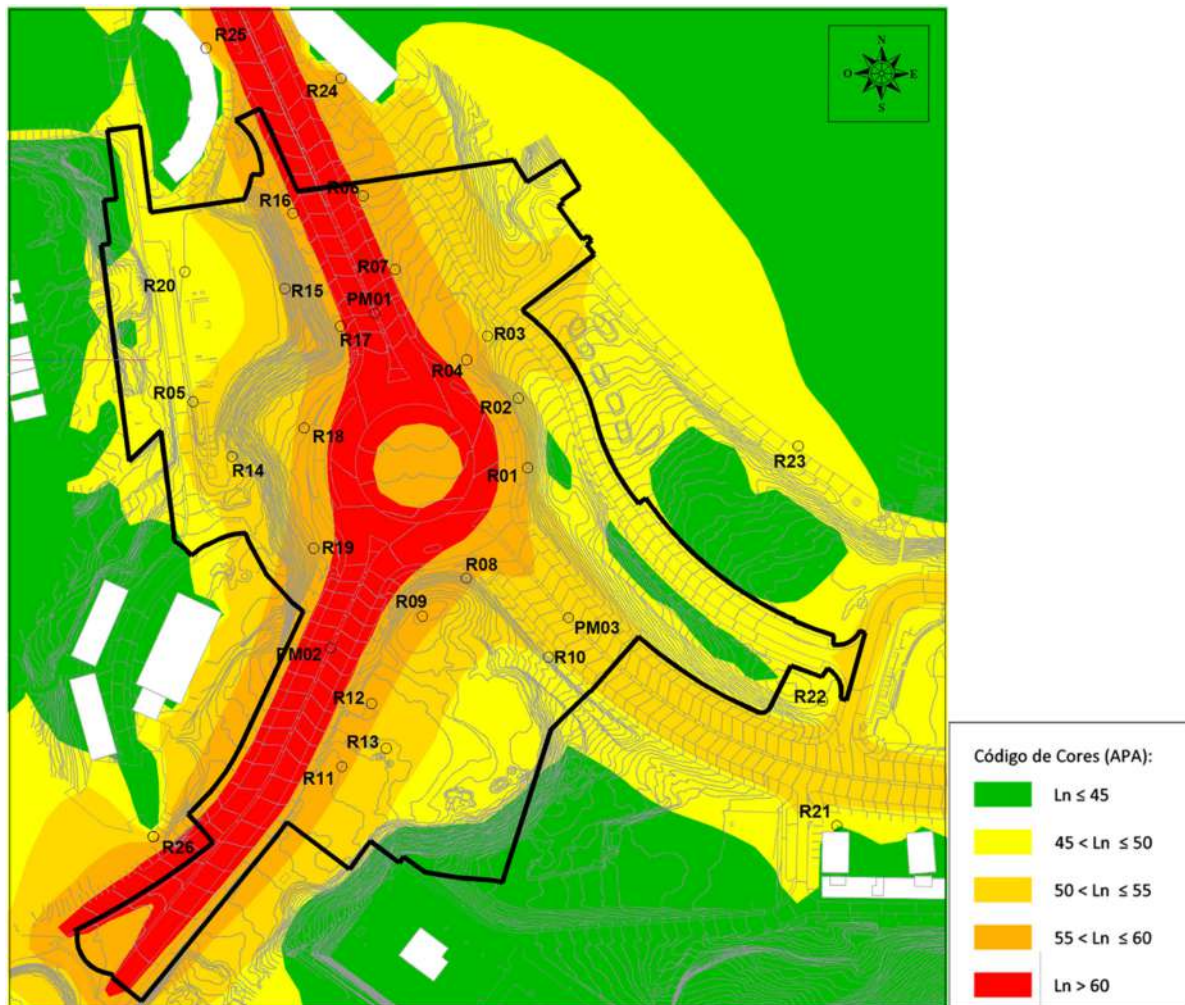 R25
R24
N
O E
S
R06
R16
R07
R20
R15
PM01
R17
R03
R04
R05
R02
R18
R23
R14
R01
R19
R08
R09
PM03
PM02
R10
R12
R22
R13
R11
R21
R26
Código de Cores (APA):
Ln ≤ 45
45 < Ln ≤ 50
50 < Ln ≤ 55
55 < Ln ≤ 60
Ln > 60